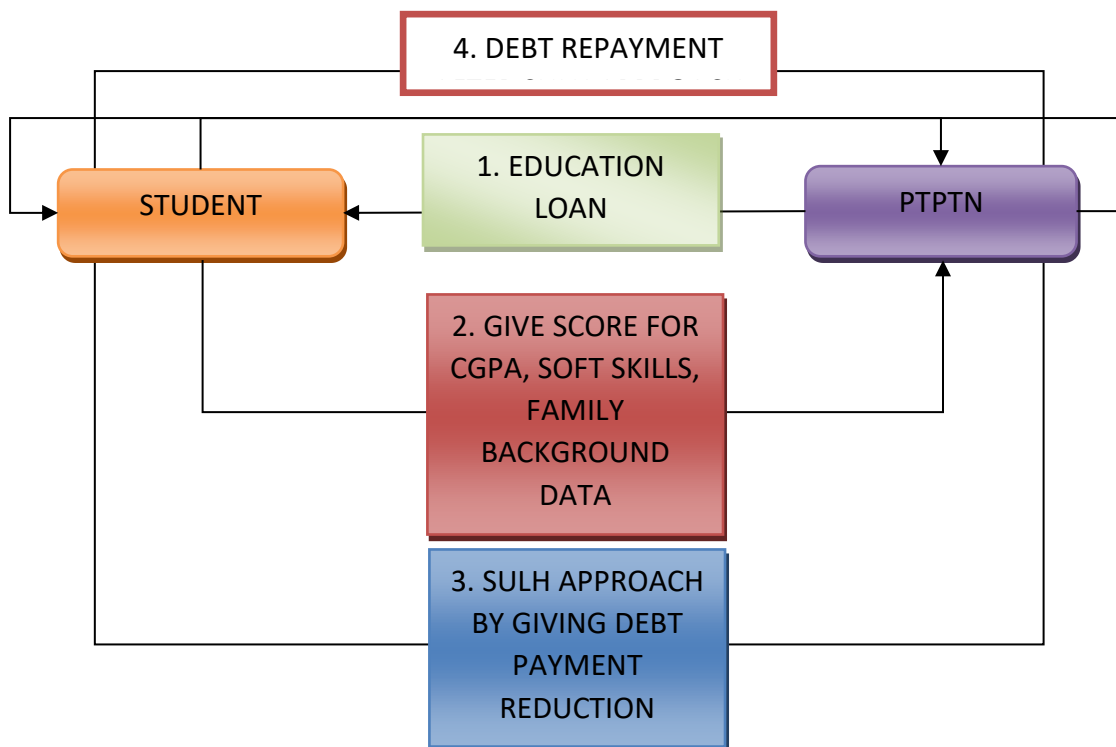 4. DEBT REPAYMENT
1. EDUCATION
LOAN
STUDENT
PTPTN
2. GIVE SCORE FOR
CGPA, SOFT SKILLS,
FAMILY
BACKGROUND
DATA
3. SULH APPROACH
BY GIVING DEBT
PAYMENT
REDUCTION